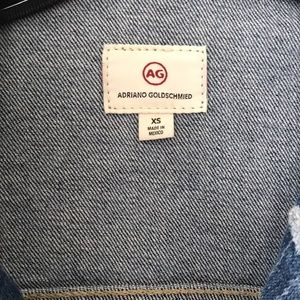 AG
ADRIANO GOLDSCHMIED
XS
MADE IN
MEXICO